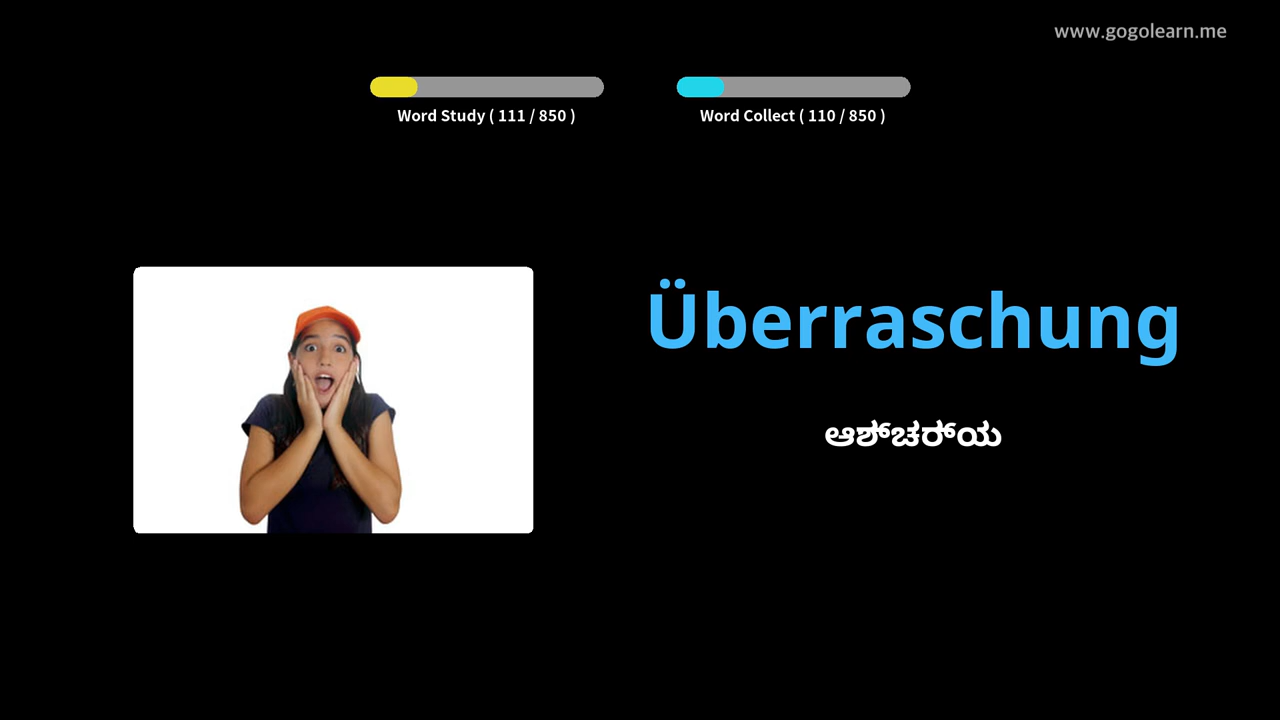 www.gogolearn.me
Word Study ( 111 / 850 )
Word Collect ( 110 / 850 )
Überraschung
ಆಶ್‌ಚರ್‌ಯ